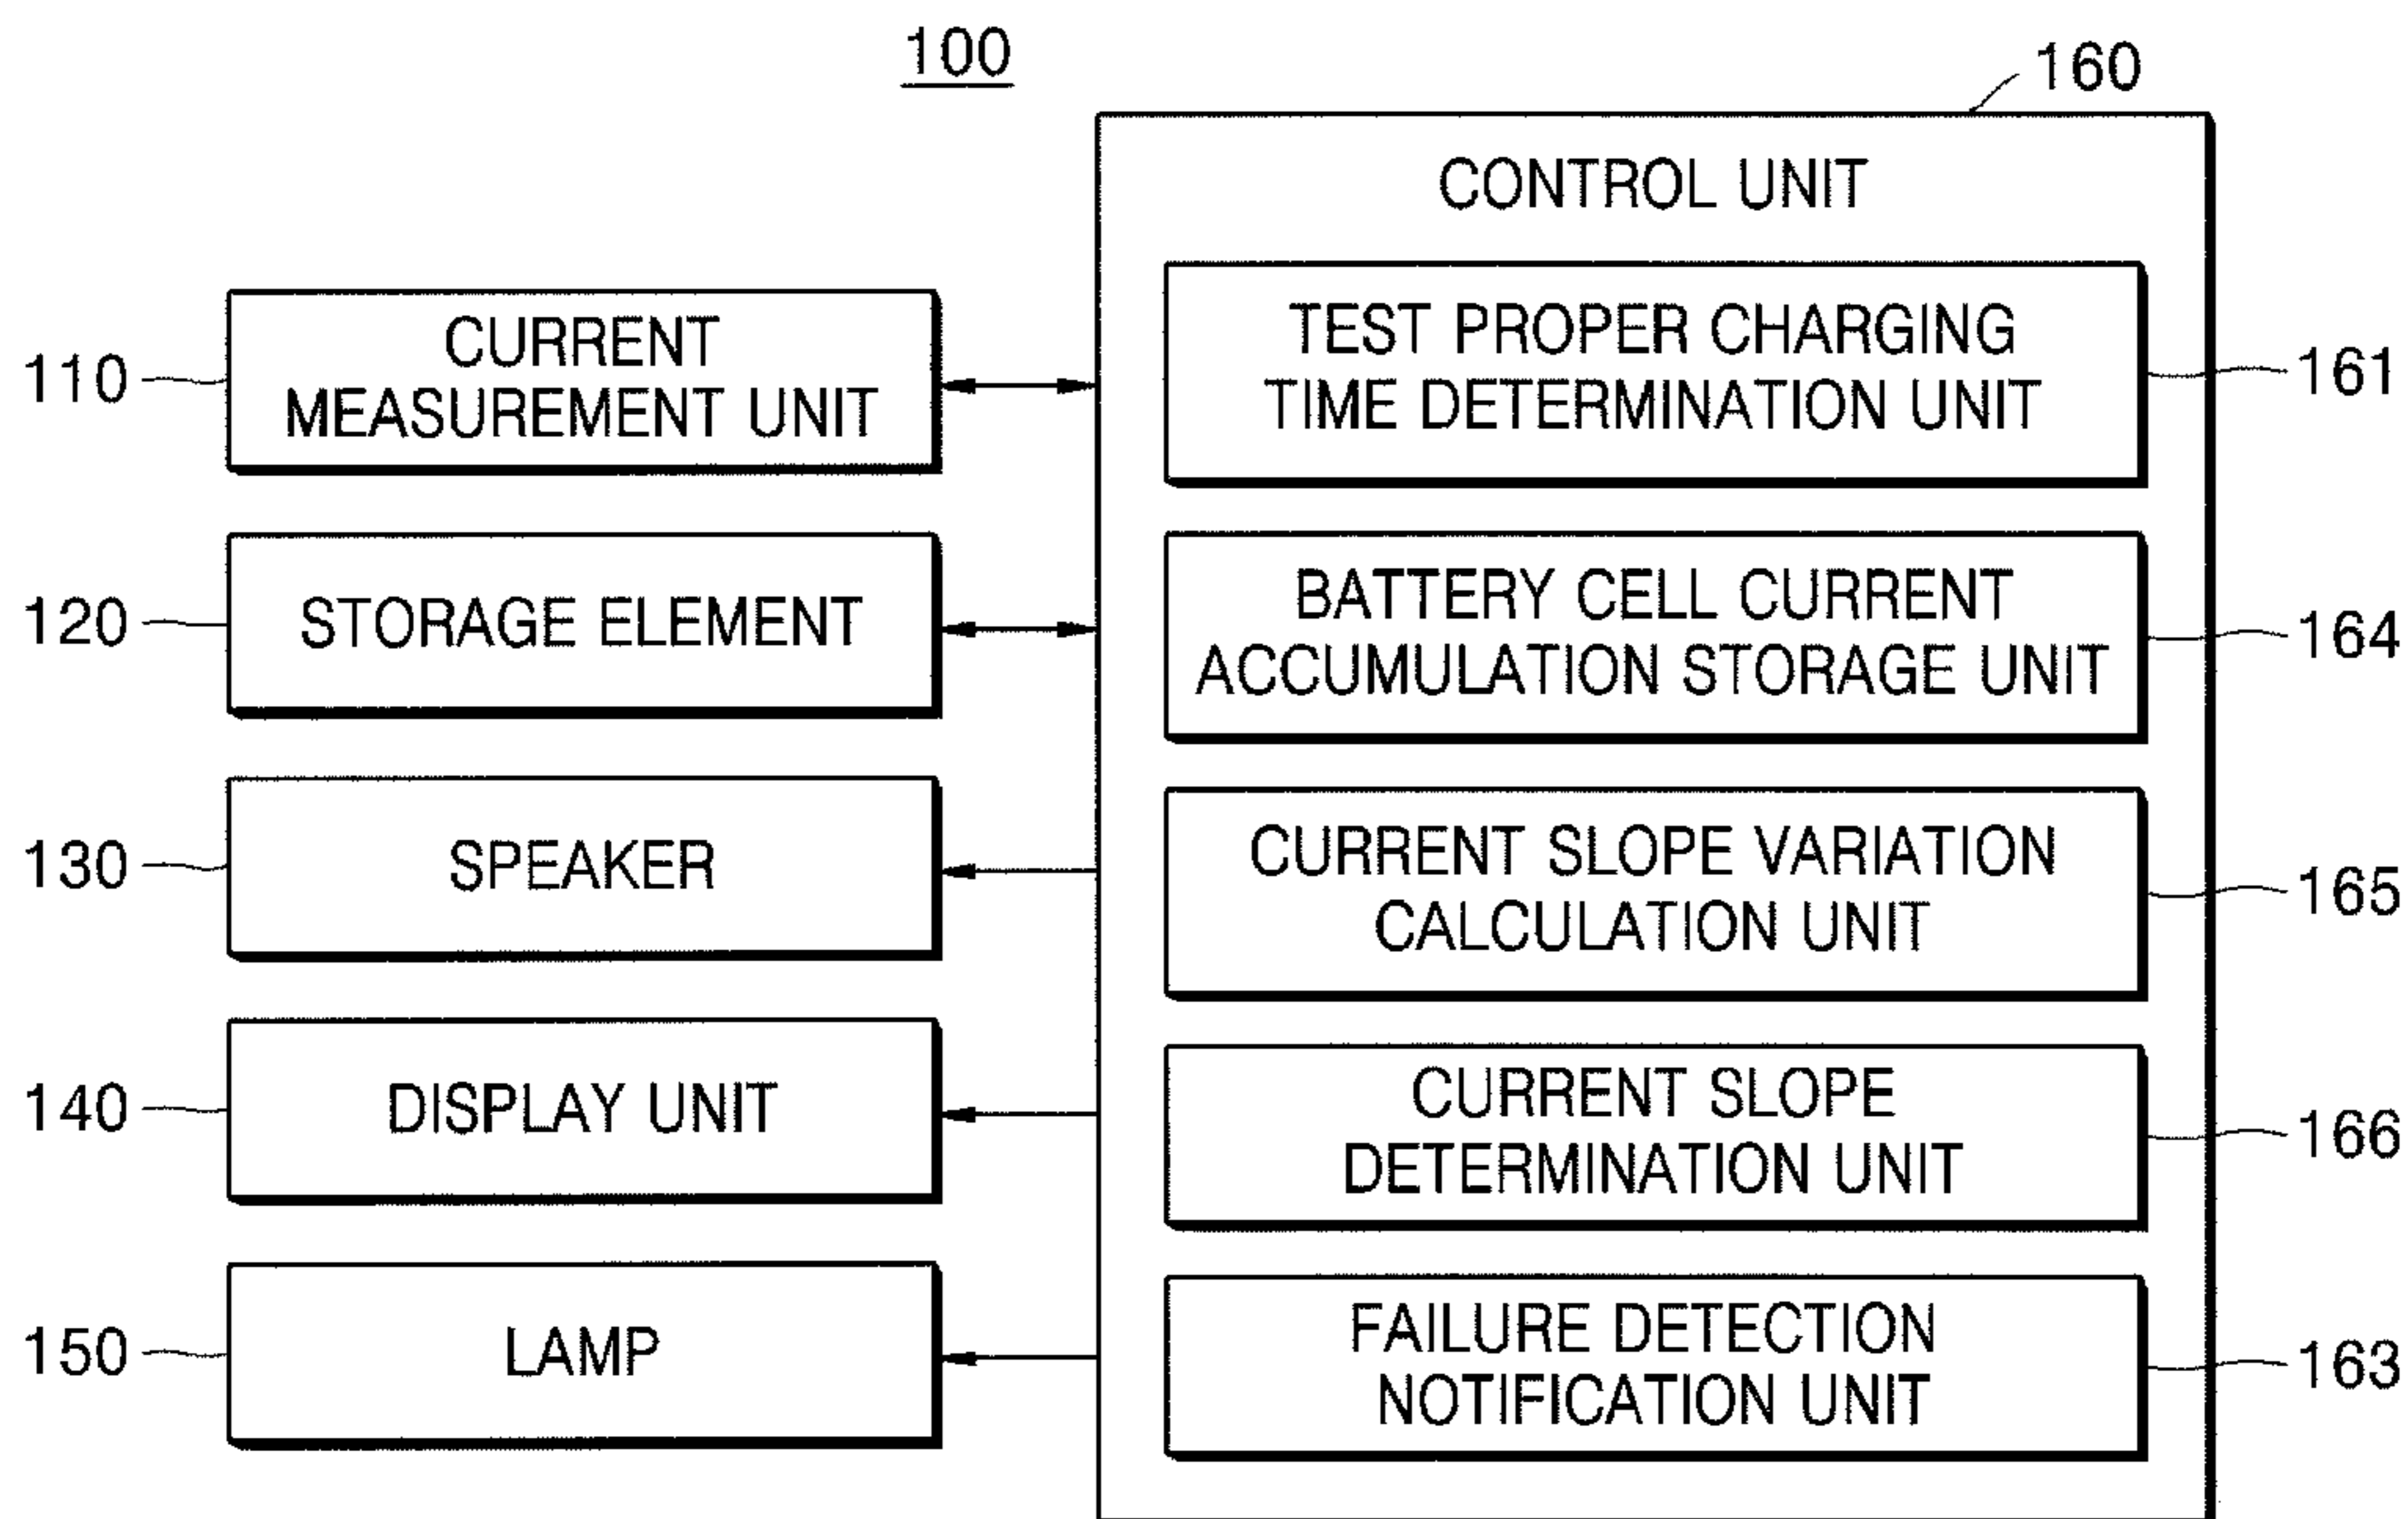 100
160
CONTROL UNIT
110
CURRENT
MEASUREMENT UNIT
TEST PROPER CHARGING
TIME DETERMINATION UNIT
161
120
STORAGE ELEMENT
BATTERY CELL CURRENT
ACCUMULATION STORAGE UNIT
164
130
SPEAKER
CURRENT SLOPE VARIATION
CALCULATION UNIT
165
140
DISPLAY UNIT
CURRENT SLOPE
DETERMINATION UNIT
166
150
LAMP
FAILURE DETECTION
NOTIFICATION UNIT
163